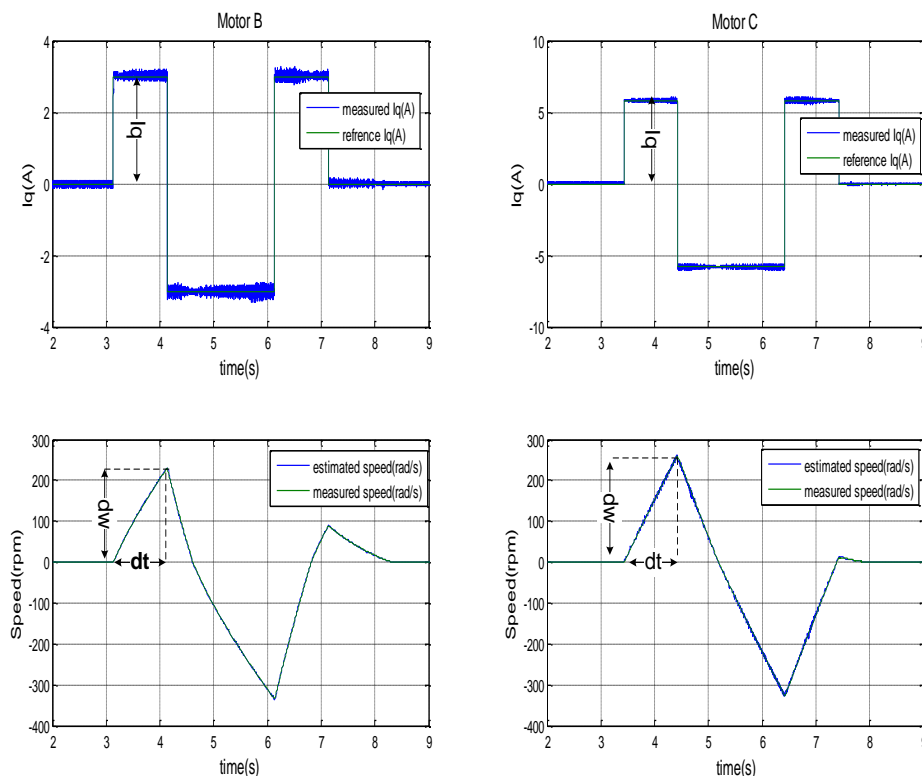 Motor B
4
2
0
-2
-4
Iq(A)
Iq
measured Iq(A)
refrence Iq(A)
2 3 4 5 6 7 8 9
time(s)
Motor C
10
5
0
-5
-10
Iq(A)
Iq
measured Iq(A)
reference Iq(A)
2 3 4 5 6 7 8 9
time(s)
300
200
100
0
-100
-200
-300
-400
Speed(rpm)
dw
dt
estimated speed(rad/s)
measured speed(rad/s)
2 3 4 5 6 7 8 9
time(s)
300
200
100
0
-100
-200
-300
-400
Speed(rpm)
dw
dt
estimated speed(rad/s)
measured speed(rad/s)
2 3 4 5 6 7 8 9
time(s)